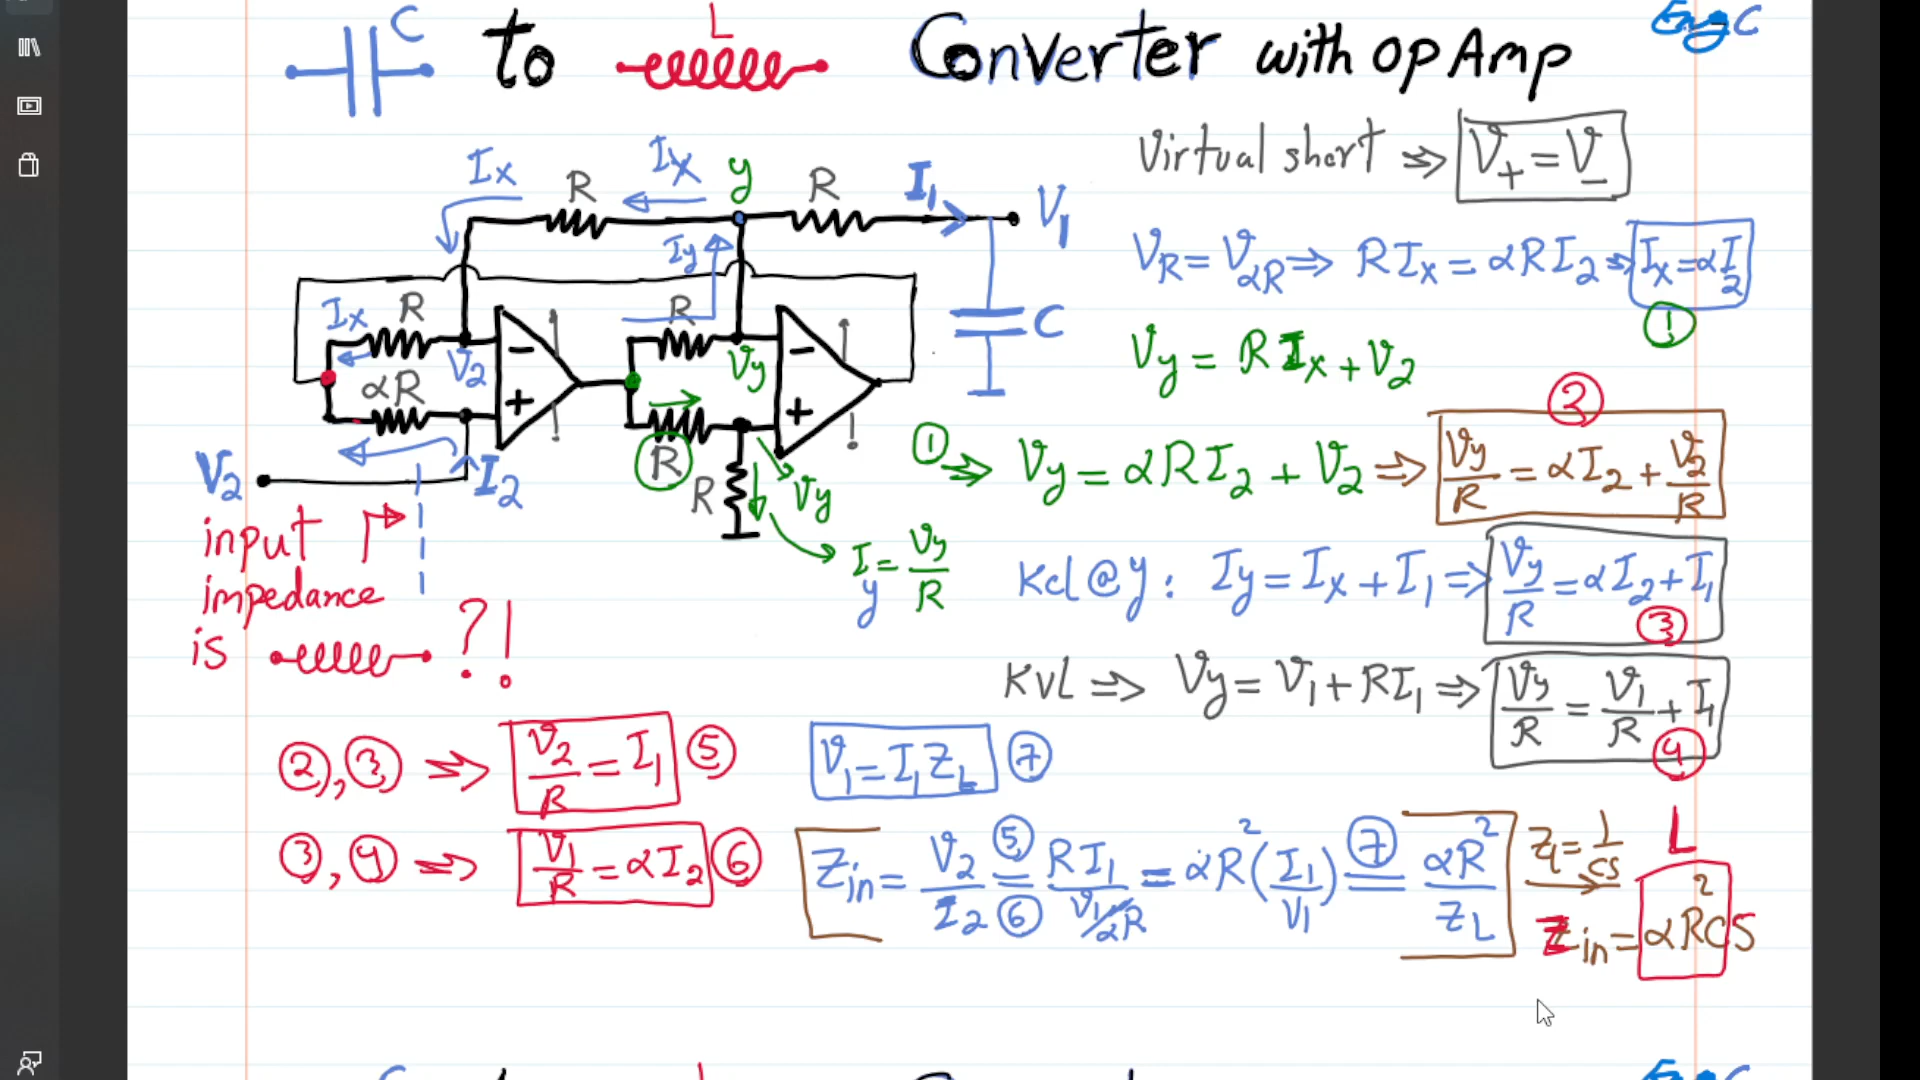 C to L Converter with op Amp
EngC
Virtual short ⇒ V+ = V−
Ix R Ix y R I1 V1
VR = VαR ⇒ RIx = αRI2 ⇒ Ix = αI2
①
Iy
Ix R V2 R Vy C
αR
− + − +
Vy = RIx + V2
②
V2 I2 R R Vy
① ⇒ Vy = αRI2 + V2 ⇒ Vy/R = αI2 + V2/R
input
impedance
is ?!
Iy = Vy/R
Kcl@y: Iy = Ix + I1 ⇒ Vy/R = αI2 + I1
③
KVL ⇒ Vy = V1 + RI1 ⇒ Vy/R = V1/R + I1
④
②,③ ⇒ V2/R = I1 ⑤
V1 = I1ZL ⑦
③,④ ⇒ V1/R = αI2 ⑥
Zin = V2/I2 =⑤⑥ RI1/(V1/αR) = αR²(I1/V1) =⑦ αR²/ZL
ZL = 1/CS
L
Zin = αR²CS
C L
EngC